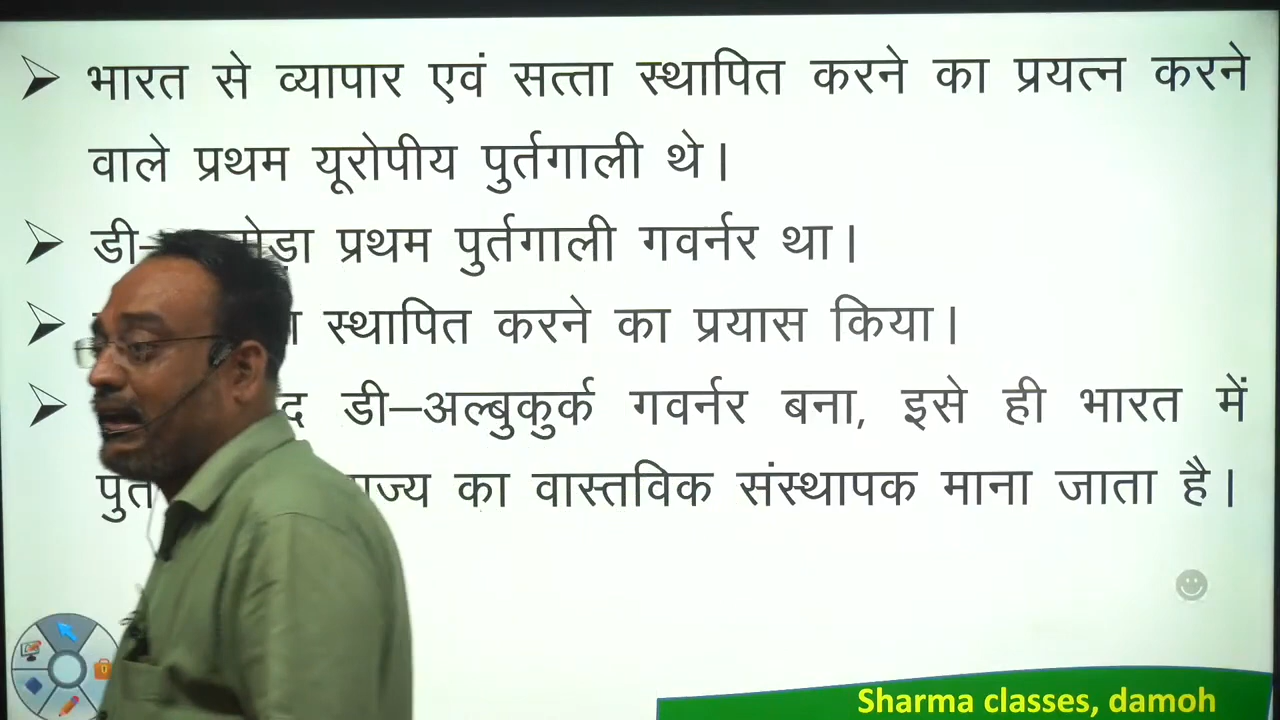 भारत से व्यापार एवं सत्ता स्थापित करने का प्रयत्न करने
वाले प्रथम यूरोपीय पुर्तगाली थे।
प्रथम पुर्तगाली गवर्नर था।
स्थापित करने का प्रयास किया।
डी–अल्बुकुर्क गवर्नर बना, इसे ही भारत में
का वास्तविक संस्थापक माना जाता है।
Sharma classes, damoh